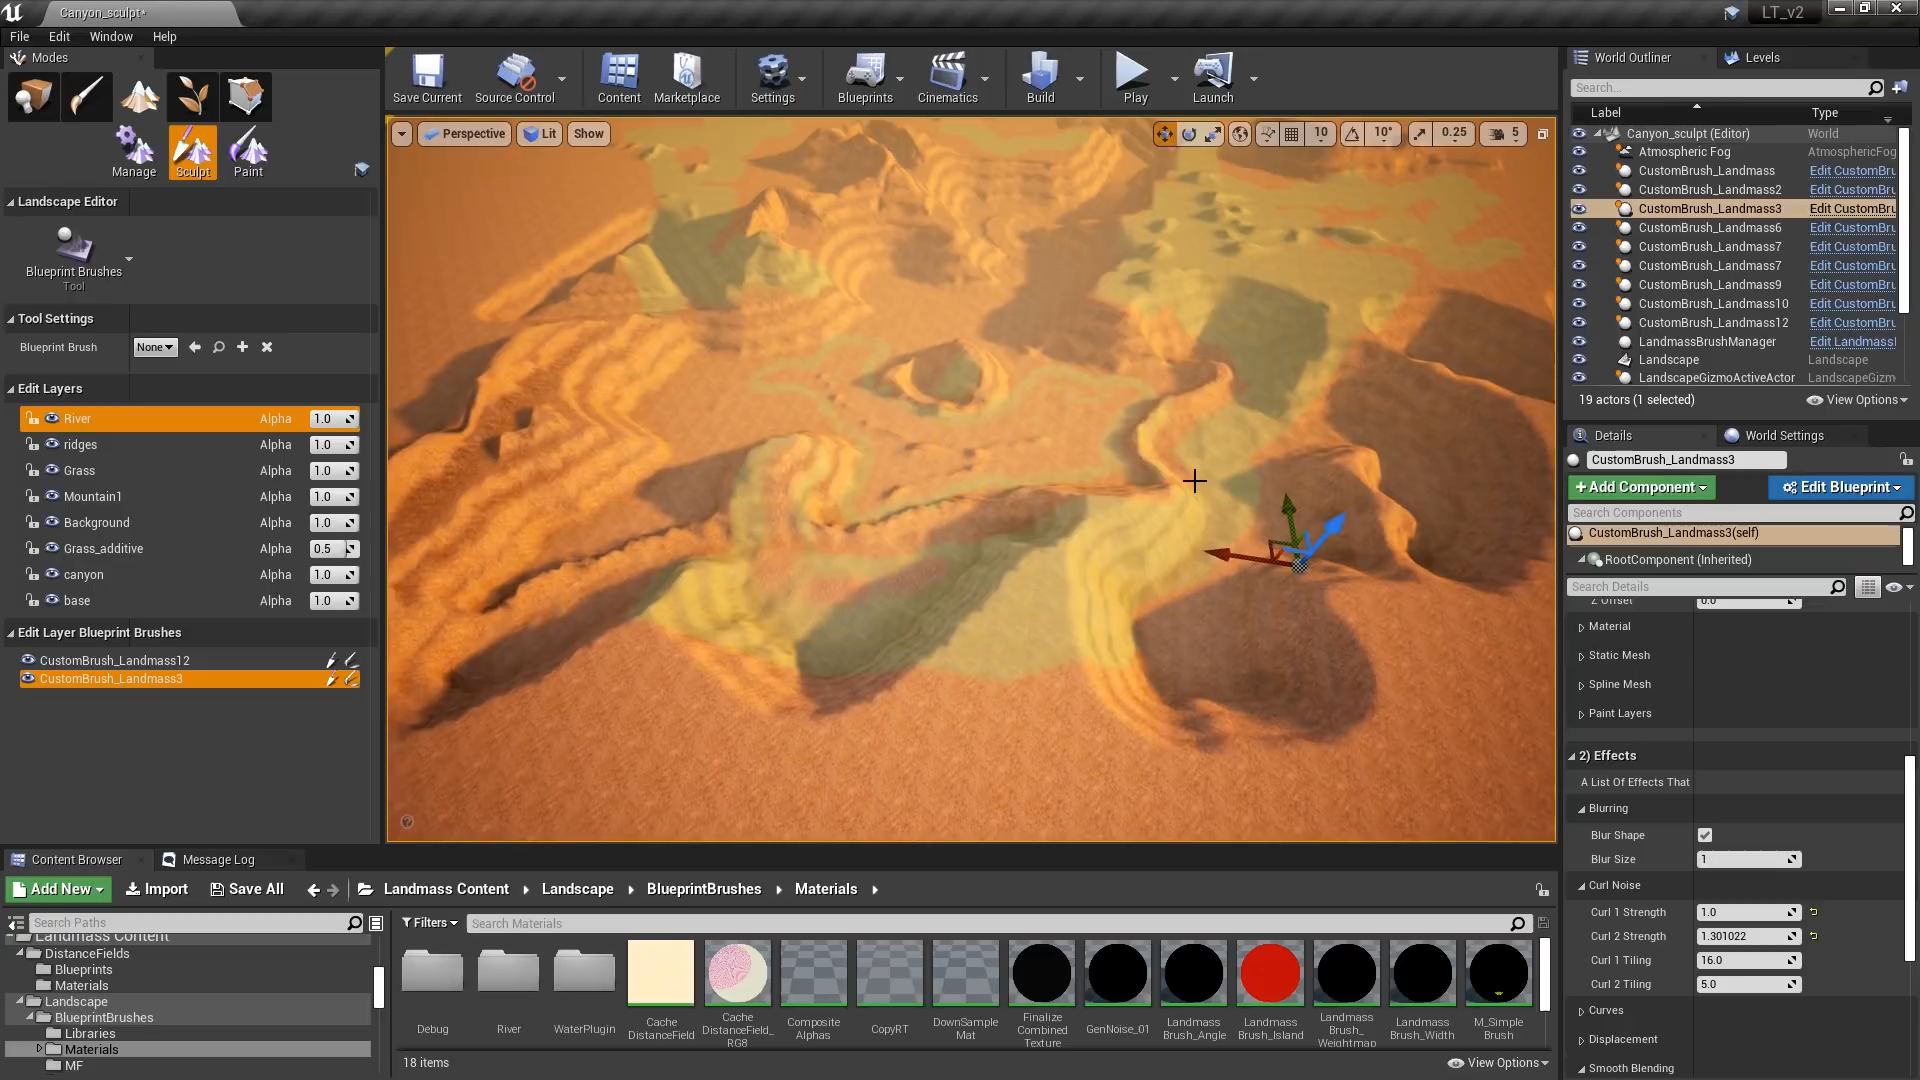 Canyon_sculpt*
LT_v2
File Edit Window Help
Modes
Manage Sculpt Paint
Landscape Editor
Blueprint Brushes
Tool
Tool Settings
Blueprint Brush None
Edit Layers
River Alpha 1.0
ridges Alpha 1.0
Grass Alpha 1.0
Mountain1 Alpha 1.0
Background Alpha 1.0
Grass_additive Alpha 0.5
canyon Alpha 1.0
base Alpha 1.0
Edit Layer Blueprint Brushes
CustomBrush_Landmass12
CustomBrush_Landmass3
Save Current Source Control Content Marketplace Settings Blueprints Cinematics Build Play Launch
Perspective Lit Show 10 10° 0.25 5
World Outliner Levels
Search...
Label Type
Canyon_sculpt (Editor) World
Atmospheric Fog AtmosphericFog
CustomBrush_Landmass Edit CustomBru
CustomBrush_Landmass2 Edit CustomBru
CustomBrush_Landmass3 Edit CustomBru
CustomBrush_Landmass6 Edit CustomBru
CustomBrush_Landmass7 Edit CustomBru
CustomBrush_Landmass7 Edit CustomBru
CustomBrush_Landmass9 Edit CustomBru
CustomBrush_Landmass10 Edit CustomBru
CustomBrush_Landmass12 Edit CustomBru
LandmassBrushManager Edit Landmass
Landscape Landscape
LandscapeGizmoActiveActor LandscapeGizm
19 actors (1 selected) View Options
Details World Settings
CustomBrush_Landmass3
Add Component Edit Blueprint
Search Components
CustomBrush_Landmass3(self)
RootComponent (Inherited)
Search Details
Z Offset 0.0
Material
Static Mesh
Spline Mesh
Paint Layers
2) Effects
A List Of Effects That
Blurring
Blur Shape
Blur Size 1
Curl Noise
Curl 1 Strength 1.0
Curl 2 Strength 1.301022
Curl 1 Tiling 16.0
Curl 2 Tiling 5.0
Curves
Displacement
Smooth Blending
Content Browser Message Log
Add New Import Save All Landmass Content Landscape BlueprintBrushes Materials
Search Paths
Landmass Content
DistanceFields
Blueprints
Materials
Landscape
BlueprintBrushes
Libraries
Materials
MF
Filters Search Materials
Debug
River
WaterPlugin
Cache
DistanceField
Cache
DistanceField_
RG8
Composite
Alphas
CopyRT
DownSample
Mat
Finalize
Combined
Texture
GenNoise_01
Landmass
Brush_Angle
Landmass
Brush_Island
Landmass
Brush_
Weightmap
Landmass
Brush_Width
M_Simple
Brush
18 items View Options